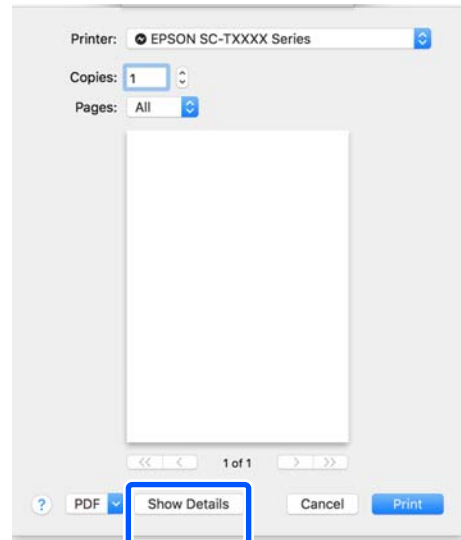 Printer: EPSON SC-TXXXX Series
Copies: 1
Pages: All
<< < 1 of 1 > >>
? PDF Show Details Cancel Print